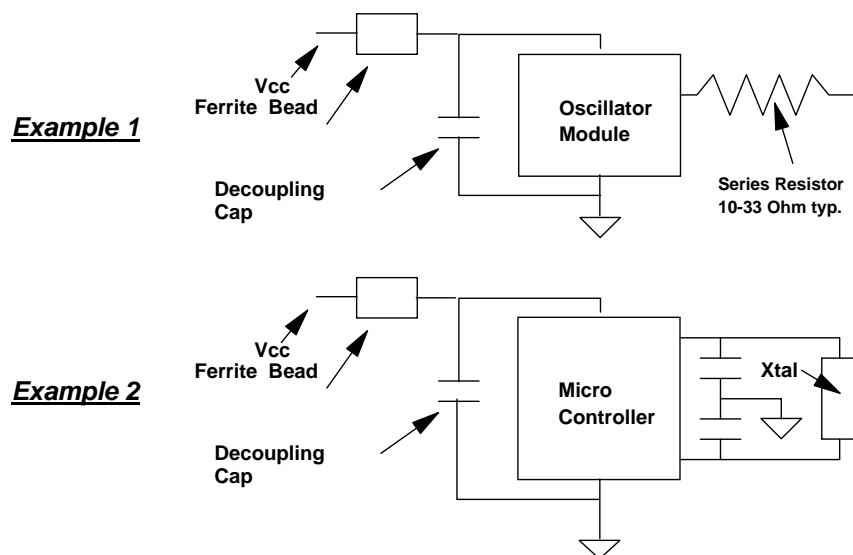 Vcc
Ferrite Bead
Example 1
Decoupling
Cap
Oscillator
Module
Series Resistor
10-33 Ohm typ.
Vcc
Ferrite Bead
Example 2
Decoupling
Cap
Micro
Controller
Xtal